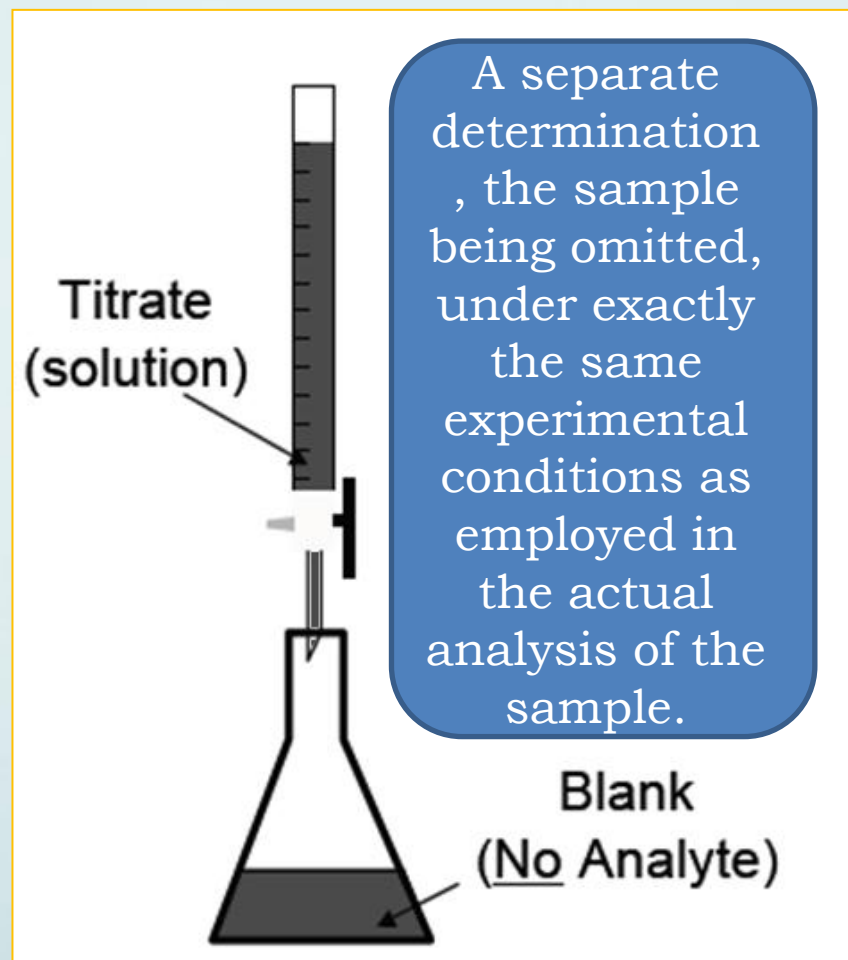 A separate
determination
, the sample
being omitted,
under exactly
the same
experimental
conditions as
employed in
the actual
analysis of the
sample.
Titrate
(solution)
Blank
(No Analyte)